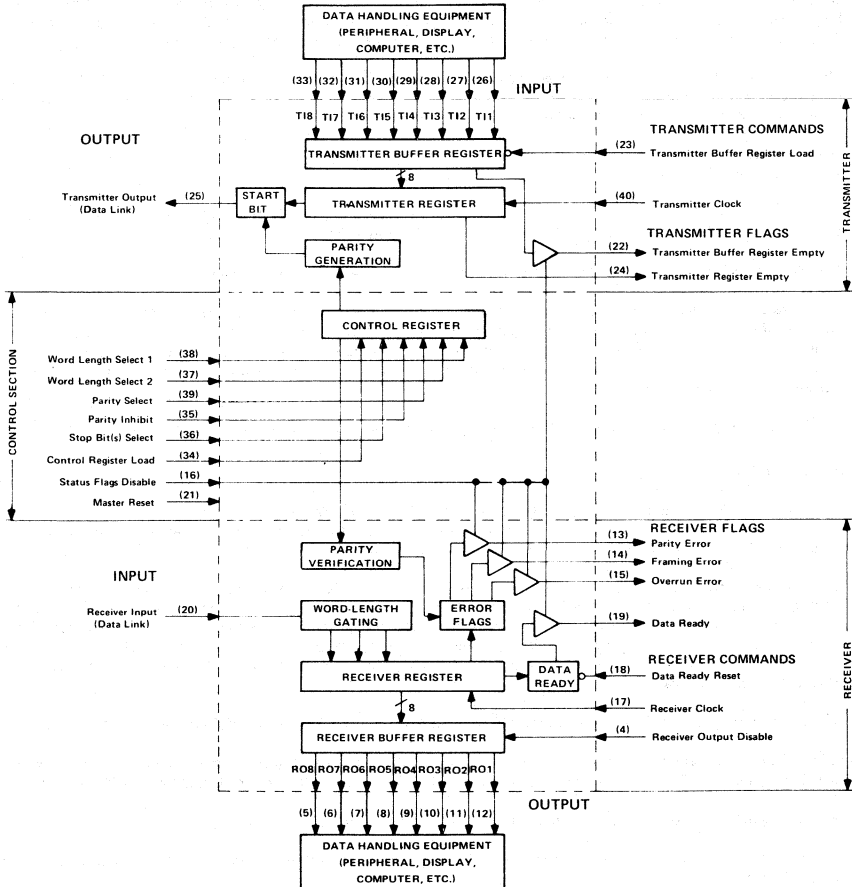 DATA HANDLING EQUIPMENT
(PERIPHERAL, DISPLAY,
COMPUTER, ETC.)
(33) (32) (31) (30) (29) (28) (27) (26)
INPUT
TI8 TI7 TI6 TI5 TI4 TI3 TI2 TI1
OUTPUT
TRANSMITTER COMMANDS
TRANSMITTER BUFFER REGISTER
(23)
Transmitter Buffer Register Load
8
Transmitter Output
(Data Link)
(25)
START
BIT
TRANSMITTER REGISTER
(40)
Transmitter Clock
TRANSMITTER
TRANSMITTER FLAGS
PARITY
GENERATION
(22)
Transmitter Buffer Register Empty
(24)
Transmitter Register Empty
CONTROL SECTION
CONTROL REGISTER
Word Length Select 1 (38)
Word Length Select 2 (37)
Parity Select (39)
Parity Inhibit (35)
Stop Bit(s) Select (36)
Control Register Load (34)
Status Flags Disable (16)
Master Reset (21)
RECEIVER FLAGS
(13)
Parity Error
(14)
Framing Error
(15)
Overrun Error
PARITY
VERIFICATION
INPUT
Receiver Input
(Data Link)
(20)
WORD-LENGTH
GATING
ERROR
FLAGS
(19)
Data Ready
RECEIVER COMMANDS
RECEIVER REGISTER
DATA
READY
(18)
Data Ready Reset
(17)
Receiver Clock
RECEIVER
8
RECEIVER BUFFER REGISTER
(4)
Receiver Output Disable
RO8 RO7 RO6 RO5 RO4 RO3 RO2 RO1
OUTPUT
(5) (6) (7) (8) (9) (10) (11) (12)
DATA HANDLING EQUIPMENT
(PERIPHERAL, DISPLAY,
COMPUTER, ETC.)